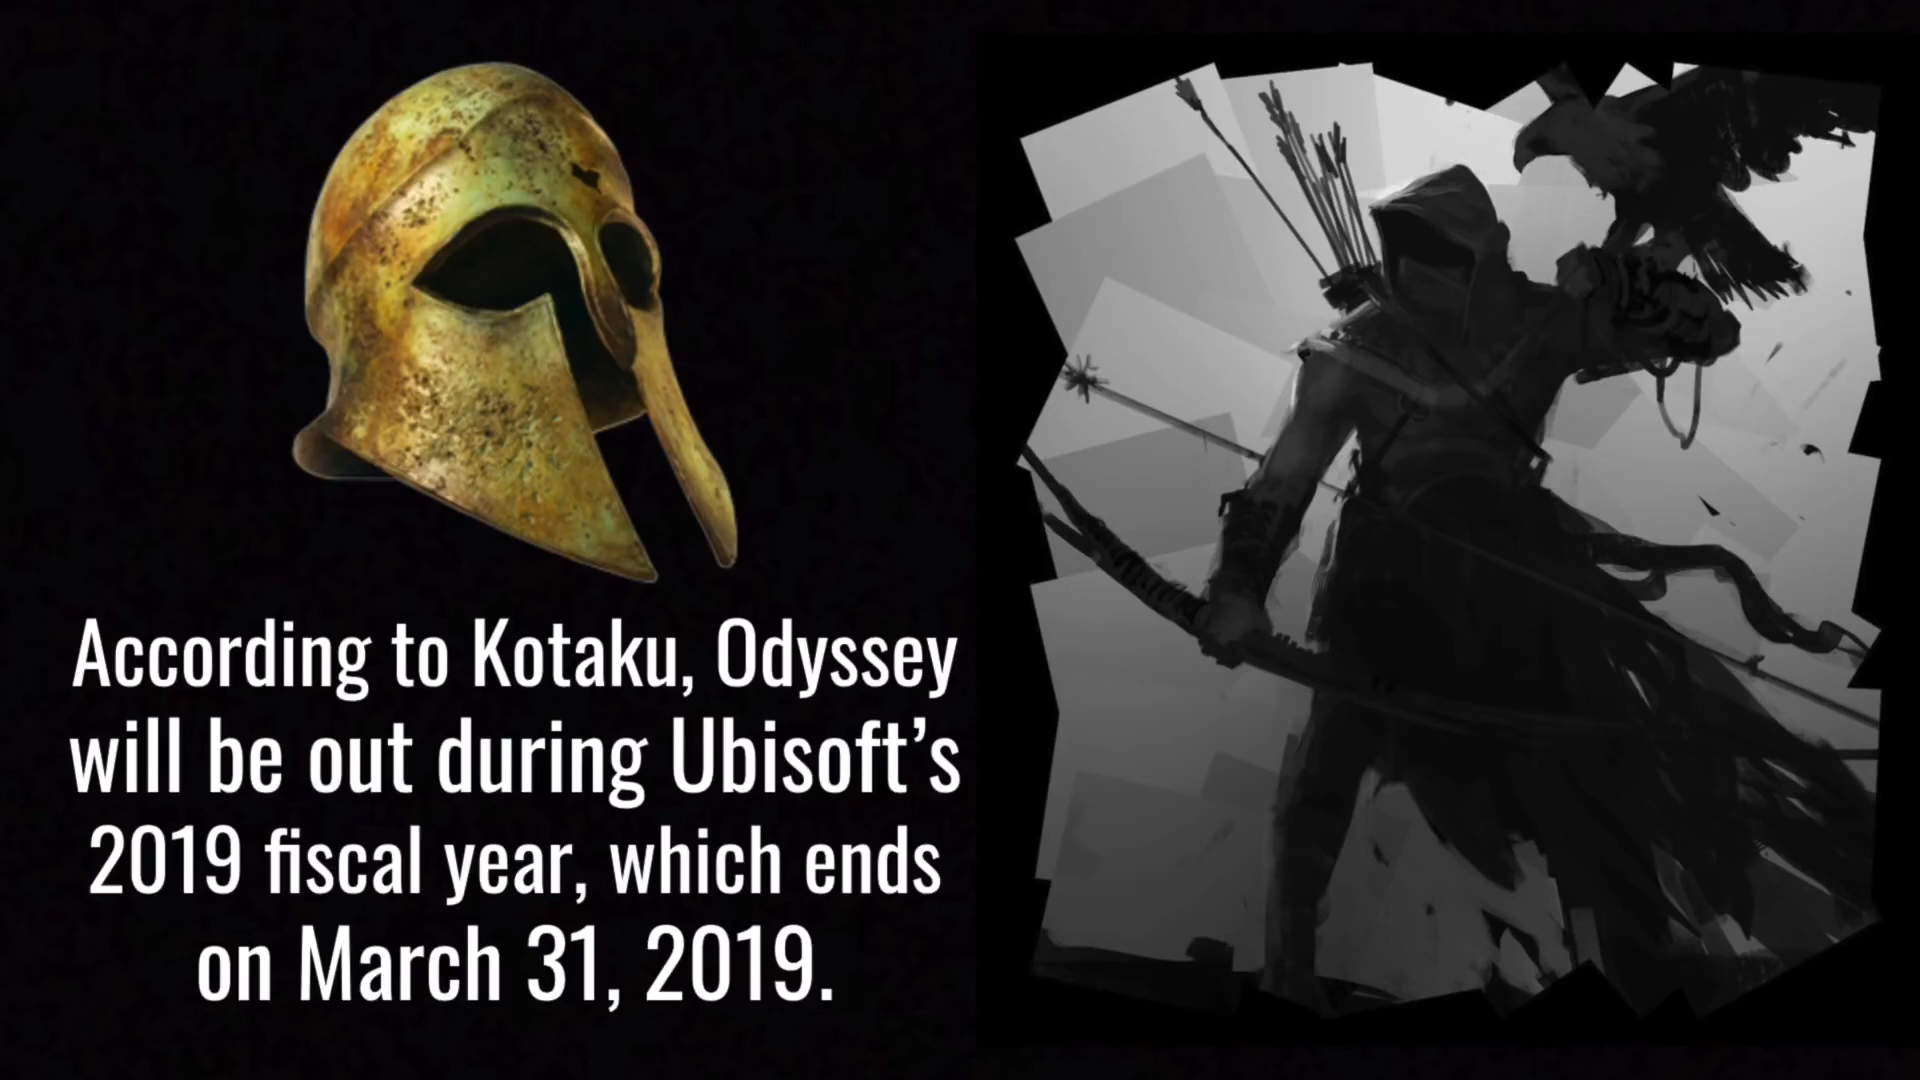 According to Kotaku, Odyssey
will be out during Ubisoft’s
2019 fiscal year, which ends
on March 31, 2019.